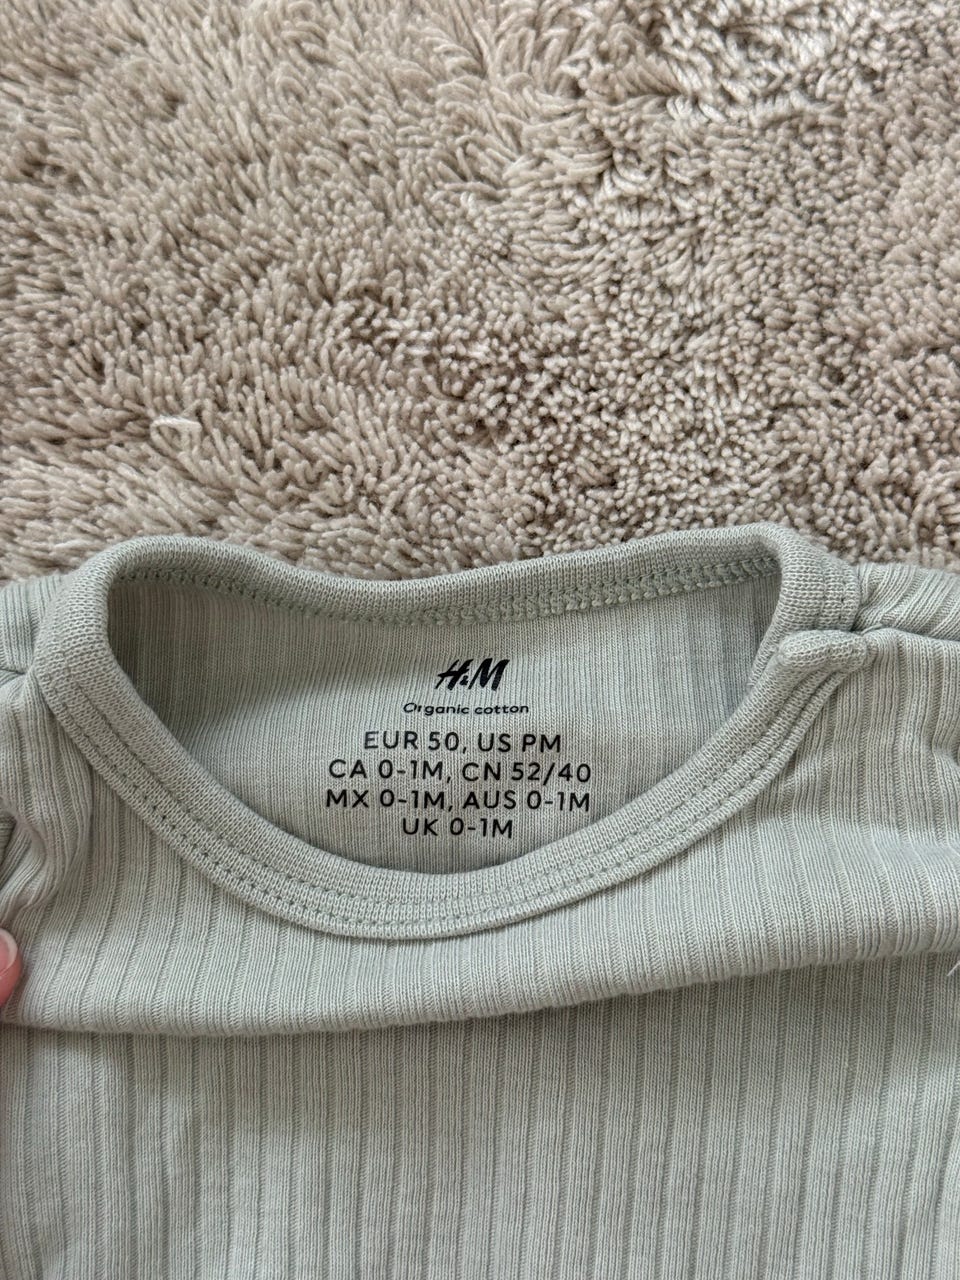 H&M
Organic cotton
EUR 50, US PM
CA 0-1M, CN 52/40
MX 0-1M, AUS 0-1M
UK 0-1M